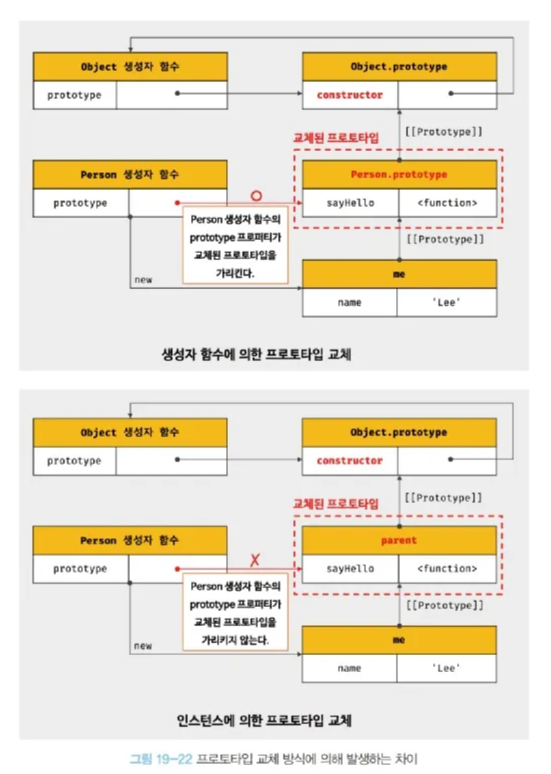 Object 생성자 함수
Object.prototype
prototype
constructor
교체된 프로토타입
[[Prototype]]
Person 생성자 함수
Person.prototype
prototype
sayHello
<function>
Person 생성자 함수의
prototype 프로퍼티가
교체된 프로토타입을
가리킨다.
[[Prototype]]
new
me
name
'Lee'
생성자 함수에 의한 프로토타입 교체
Object 생성자 함수
Object.prototype
prototype
constructor
교체된 프로토타입
[[Prototype]]
Person 생성자 함수
parent
prototype
sayHello
<function>
Person 생성자 함수의
prototype 프로퍼티가
교체된 프로토타입을
가리키지 않는다.
[[Prototype]]
new
me
name
'Lee'
인스턴스에 의한 프로토타입 교체
그림 19-22 프로토타입 교체 방식에 의해 발생하는 차이